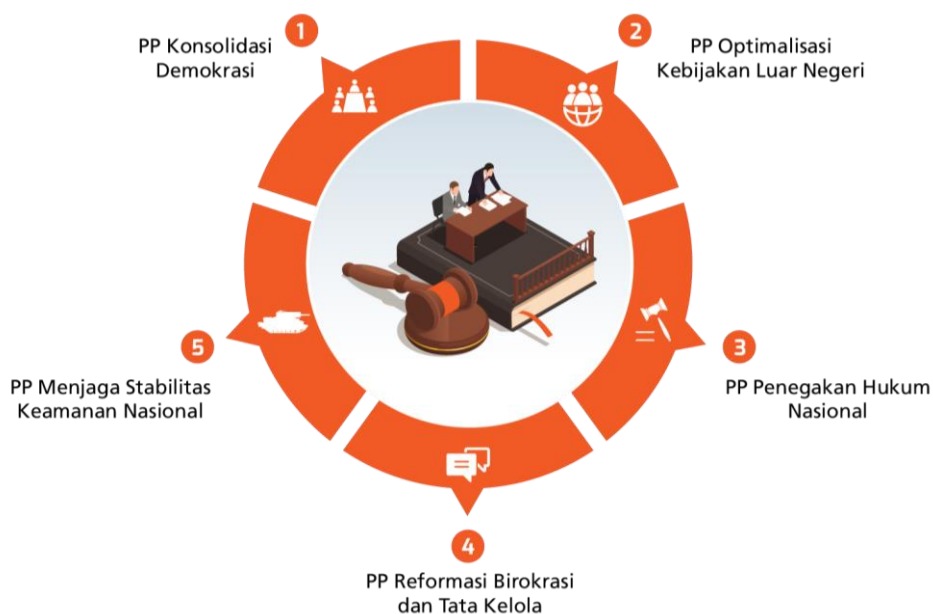 1
PP Konsolidasi
Demokrasi
2
PP Optimalisasi
Kebijakan Luar Negeri
3
PP Penegakan Hukum
Nasional
4
PP Reformasi Birokrasi
dan Tata Kelola
5
PP Menjaga Stabilitas
Keamanan Nasional